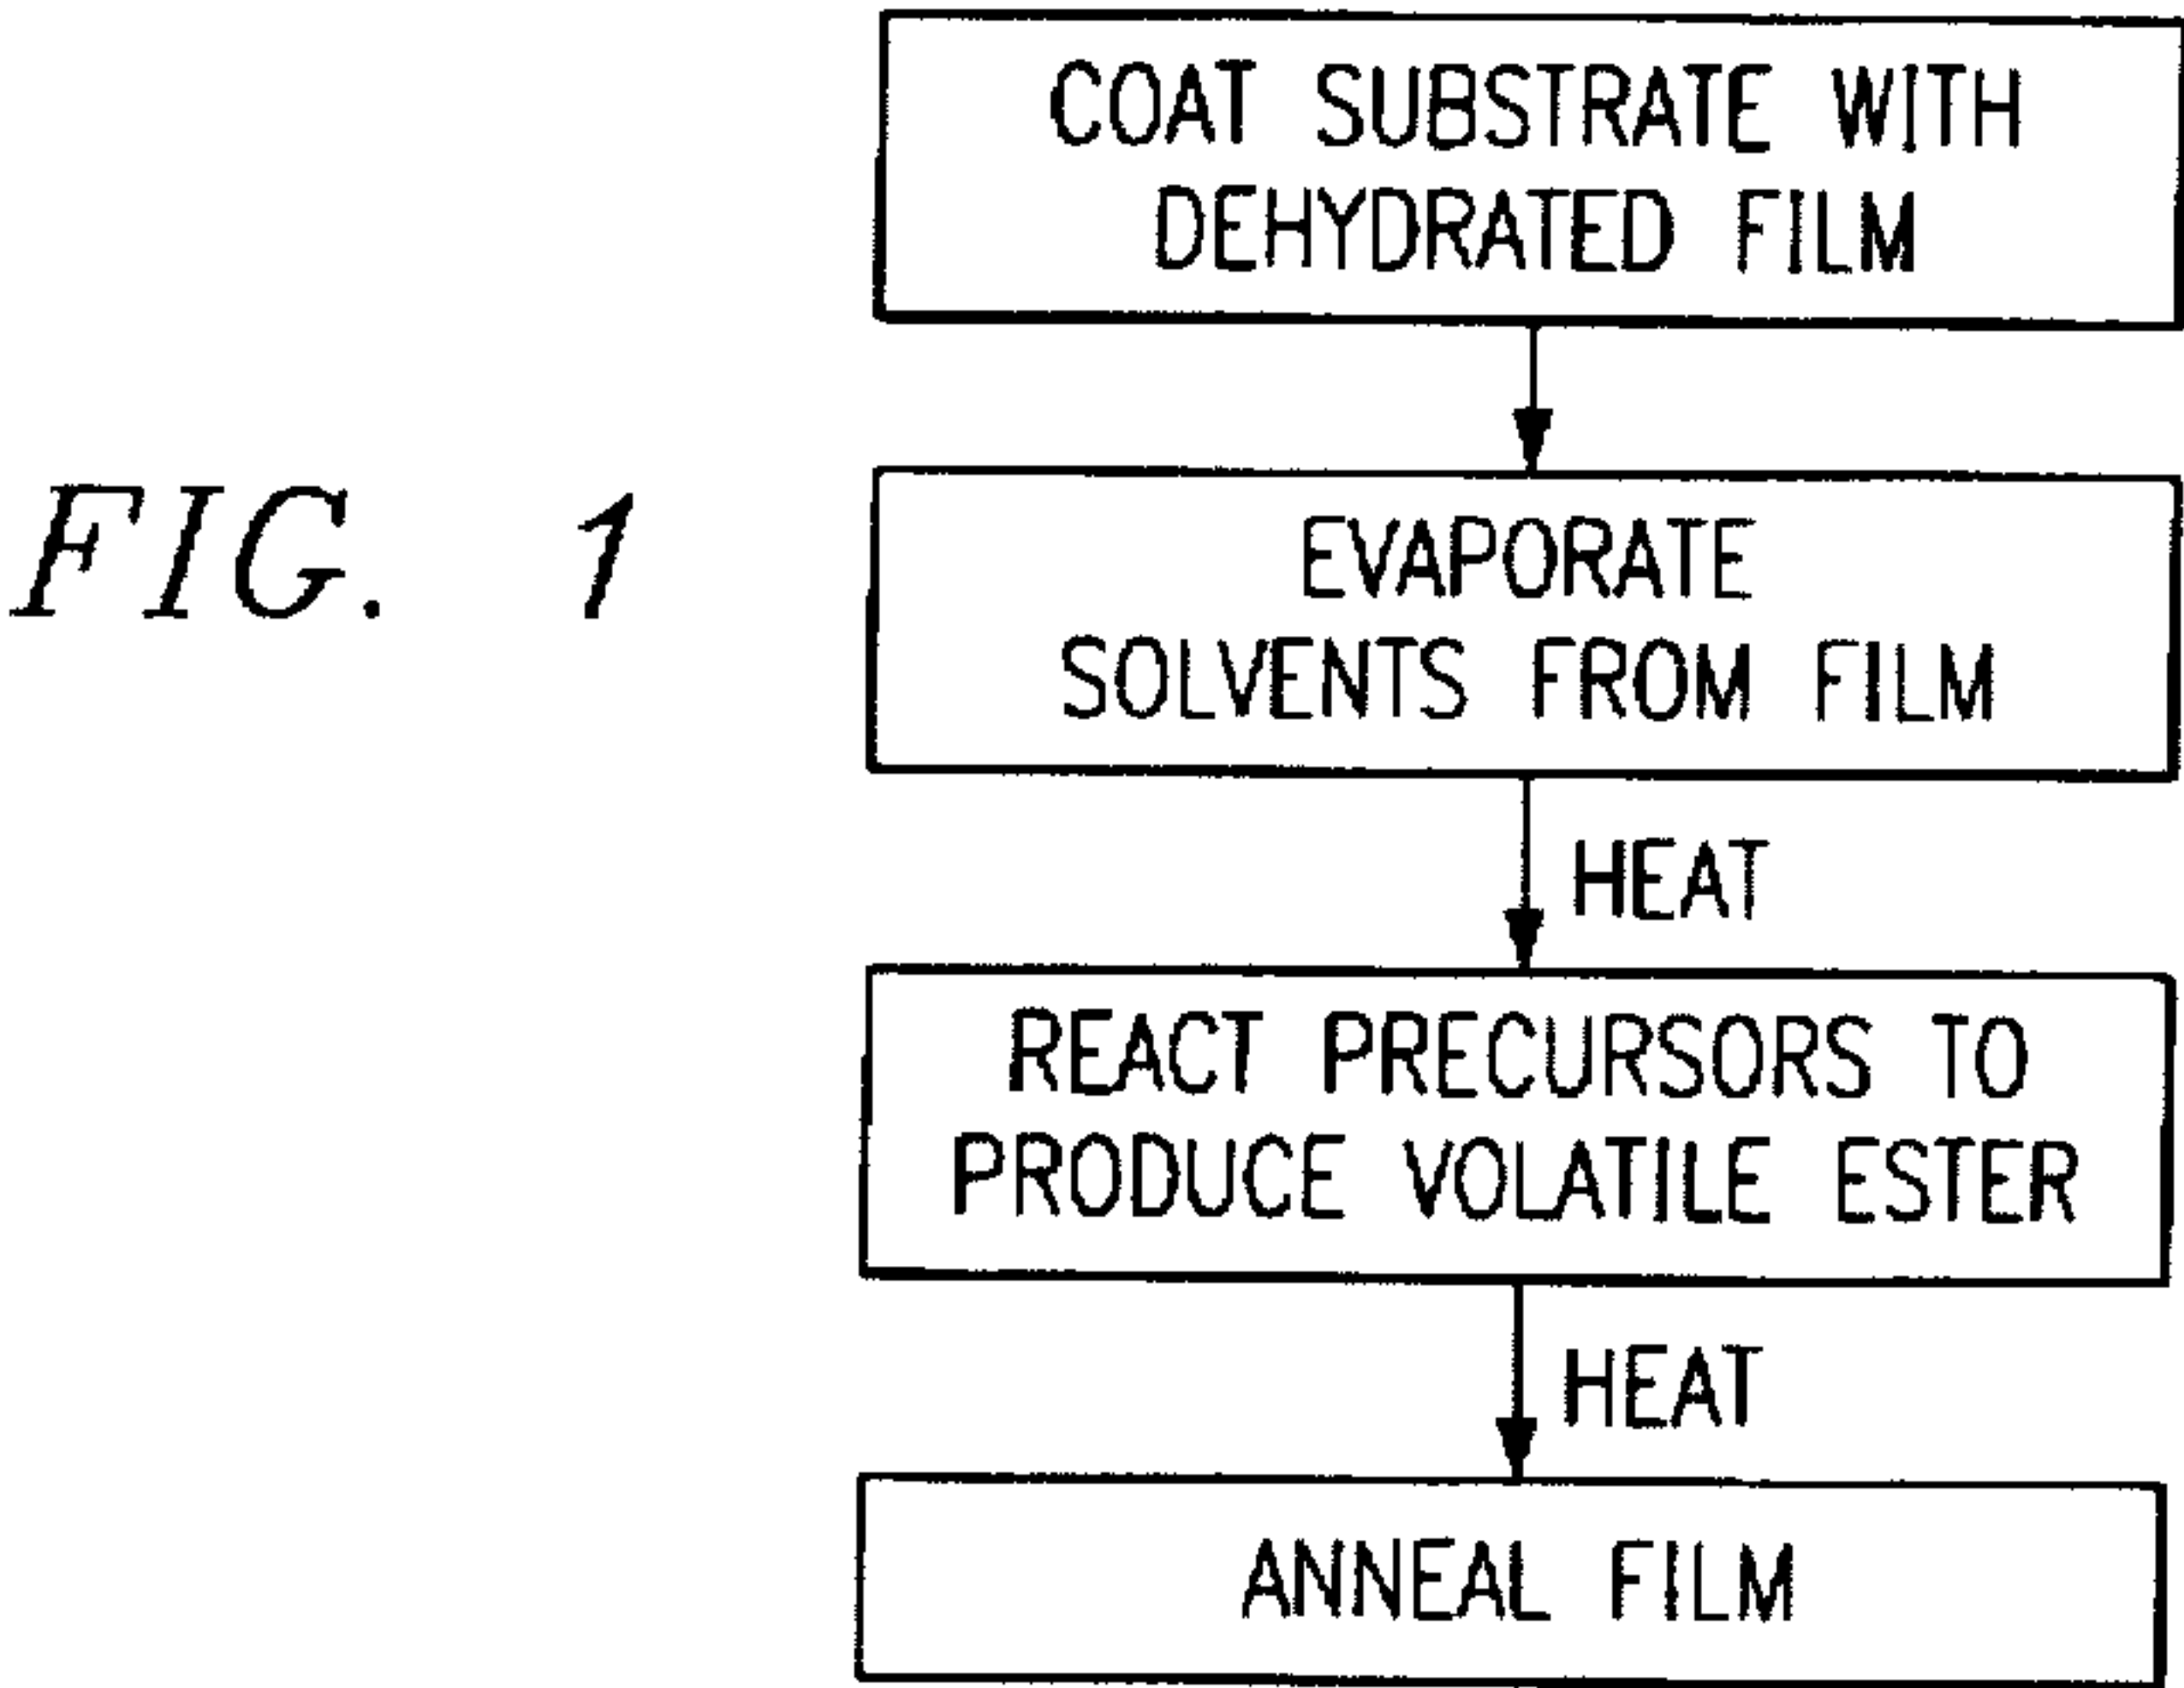 COAT SUBSTRATE WITH
DEHYDRATED FILM
FIG. 1
EVAPORATE
SOLVENTS FROM FILM
HEAT
REACT PRECURSORS TO
PRODUCE VOLATILE ESTER
HEAT
ANNEAL FILM